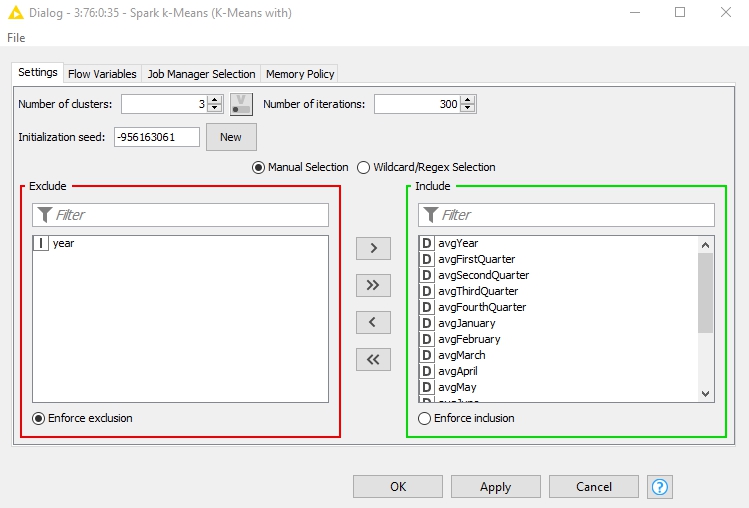 Dialog - 3:76:0:35 - Spark k-Means (K-Means with)
File
Settings Flow Variables Job Manager Selection Memory Policy
Number of clusters: 3 V Number of iterations: 300
Initialization seed: -956163061 New
Manual Selection Wildcard/Regex Selection
Exclude Include
Filter Filter
I year D avgYear
D avgFirstQuarter
D avgSecondQuarter
D avgThirdQuarter
D avgFourthQuarter
D avgJanuary
D avgFebruary
D avgMarch
D avgApril
D avgMay
> >> < <<
Enforce exclusion Enforce inclusion
OK Apply Cancel ?